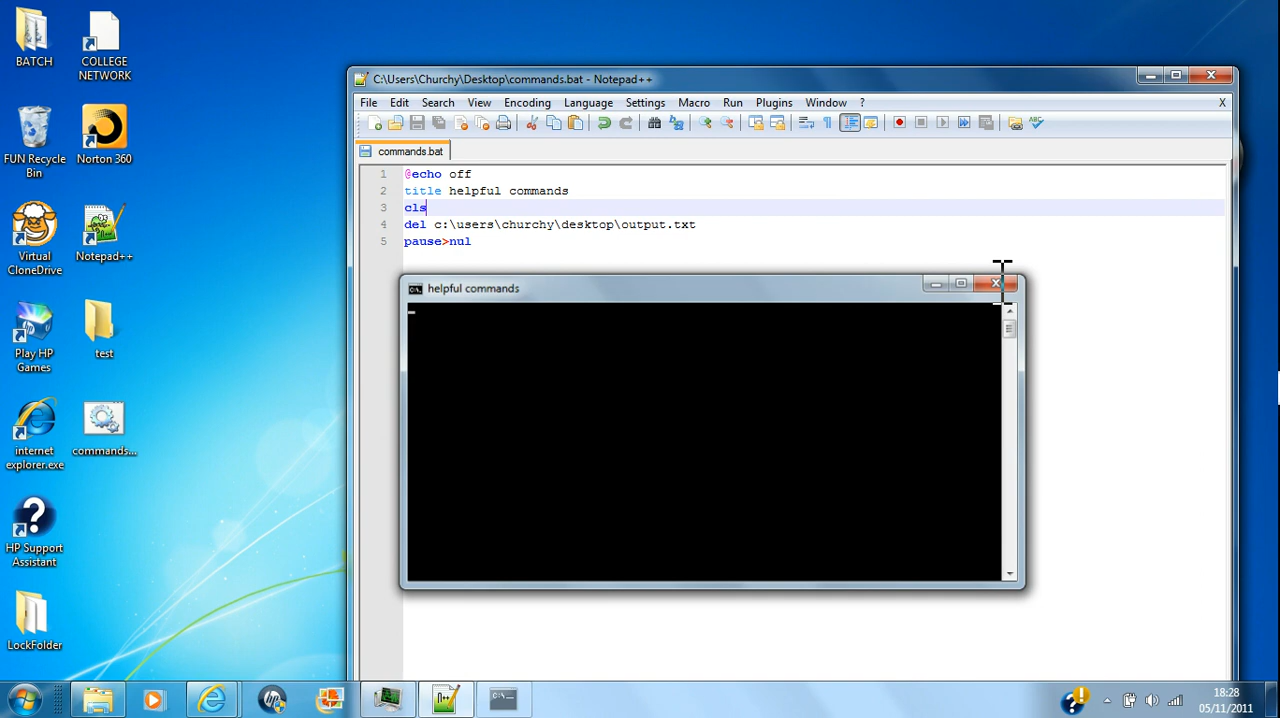 BATCH
COLLEGE
NETWORK
FUN Recycle
Bin
Norton 360
Virtual
CloneDrive
Notepad++
Play HP
Games
test
internet
explorer.exe
commands...
HP Support
Assistant
LockFolder
C:\Users\Churchy\Desktop\commands.bat - Notepad++
File Edit Search View Encoding Language Settings Macro Run Plugins Window ? X
commands.bat
1 @echo off
2 title helpful commands
3 cls
4 del c:\users\churchy\desktop\output.txt
5 pause>nul
C:\. helpful commands
18:28
05/11/2011